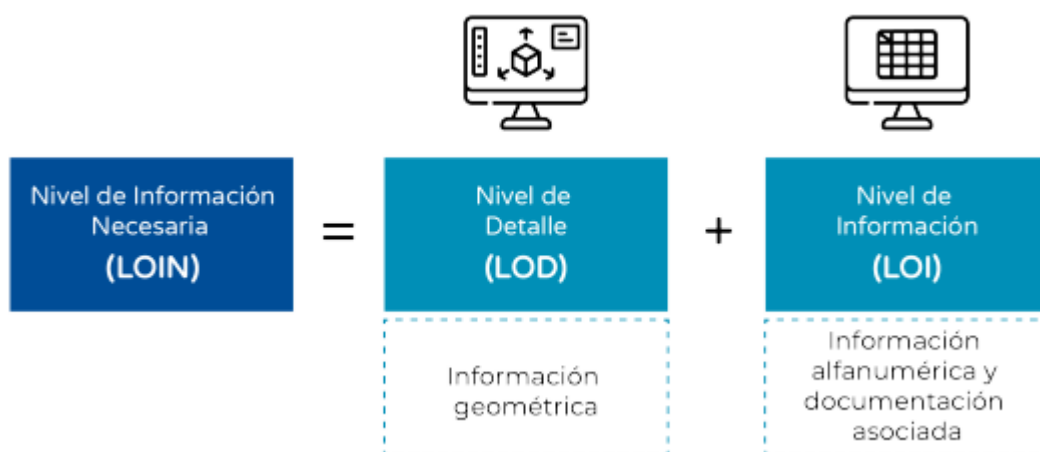 Nivel de Información
Necesaria
(LOIN)
=
Nivel de
Detalle
(LOD)
+
Nivel de
Información
(LOI)
Información
geométrica
Información
alfanumérica y
documentación
asociada